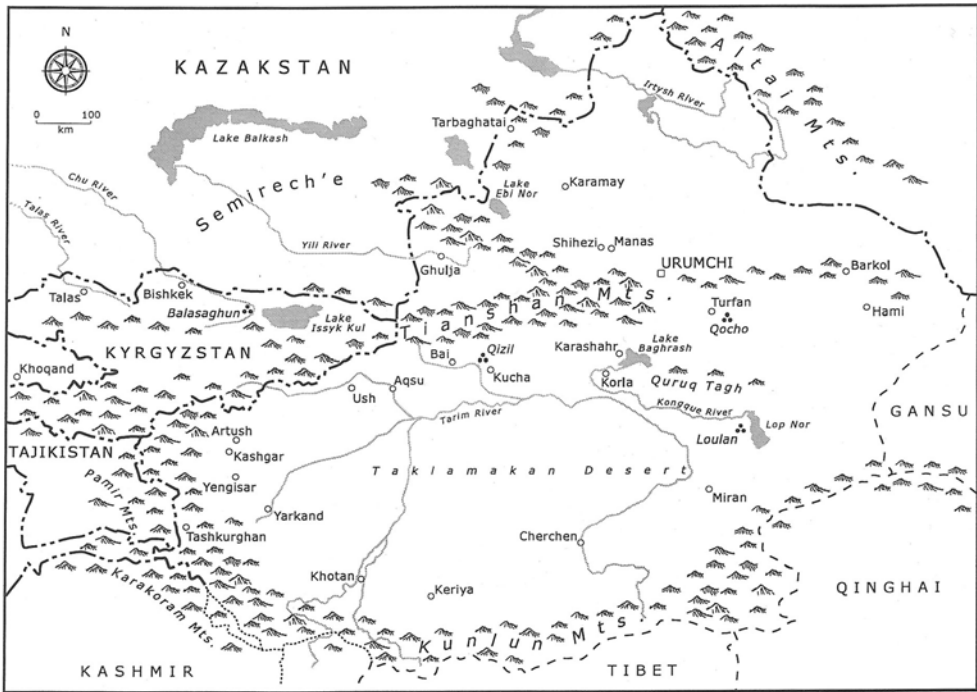 N
0 100
km
KAZAKSTAN
Altai Mts.
Irtysh River
Lake Balkash
Tarbaghatai
Semirech'e
Karamay
Lake
Ebi Nor
Chu River
Talas River
Yili River
Ghulja
Shihezi
Manas
URUMCHI
Barkol
Hami
Talas
Bishkek
Balasaghun
Lake
Issyk Kul
Tianshan Mts.
Turfan
Qocho
KYRGYZSTAN
Khoqand
Bai
Qizil
Kucha
Karashahr
Lake
Baghrash
Korla
Quruq Tagh
Kongque River
Lop Nor
Loulan
GANSU
Ush
Aqsu
Tarim River
Artush
Kashgar
TAJIKISTAN
Yengisar
Taklamakan Desert
Pamir Mts.
Yarkand
Miran
Tashkurghan
Cherchen
Khotan
Keriya
Karakoram Mts.
Kunlun Mts
QINGHAI
KASHMIR
TIBET